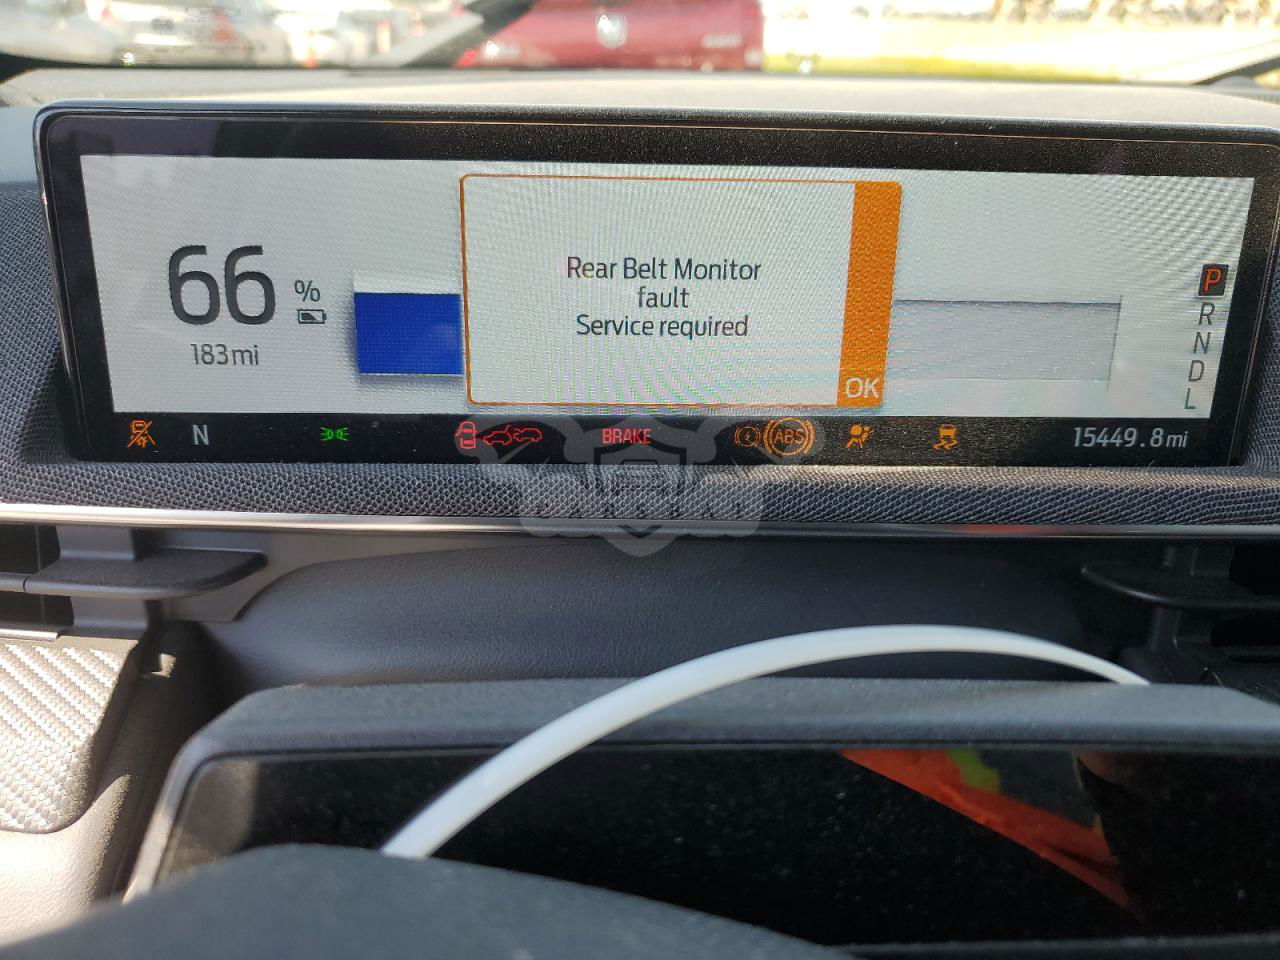 66 %
183mi
Rear Belt Monitor
fault
Service required
OK
P
R
N
D
L
N
BRAKE
ABS
15449.8mi